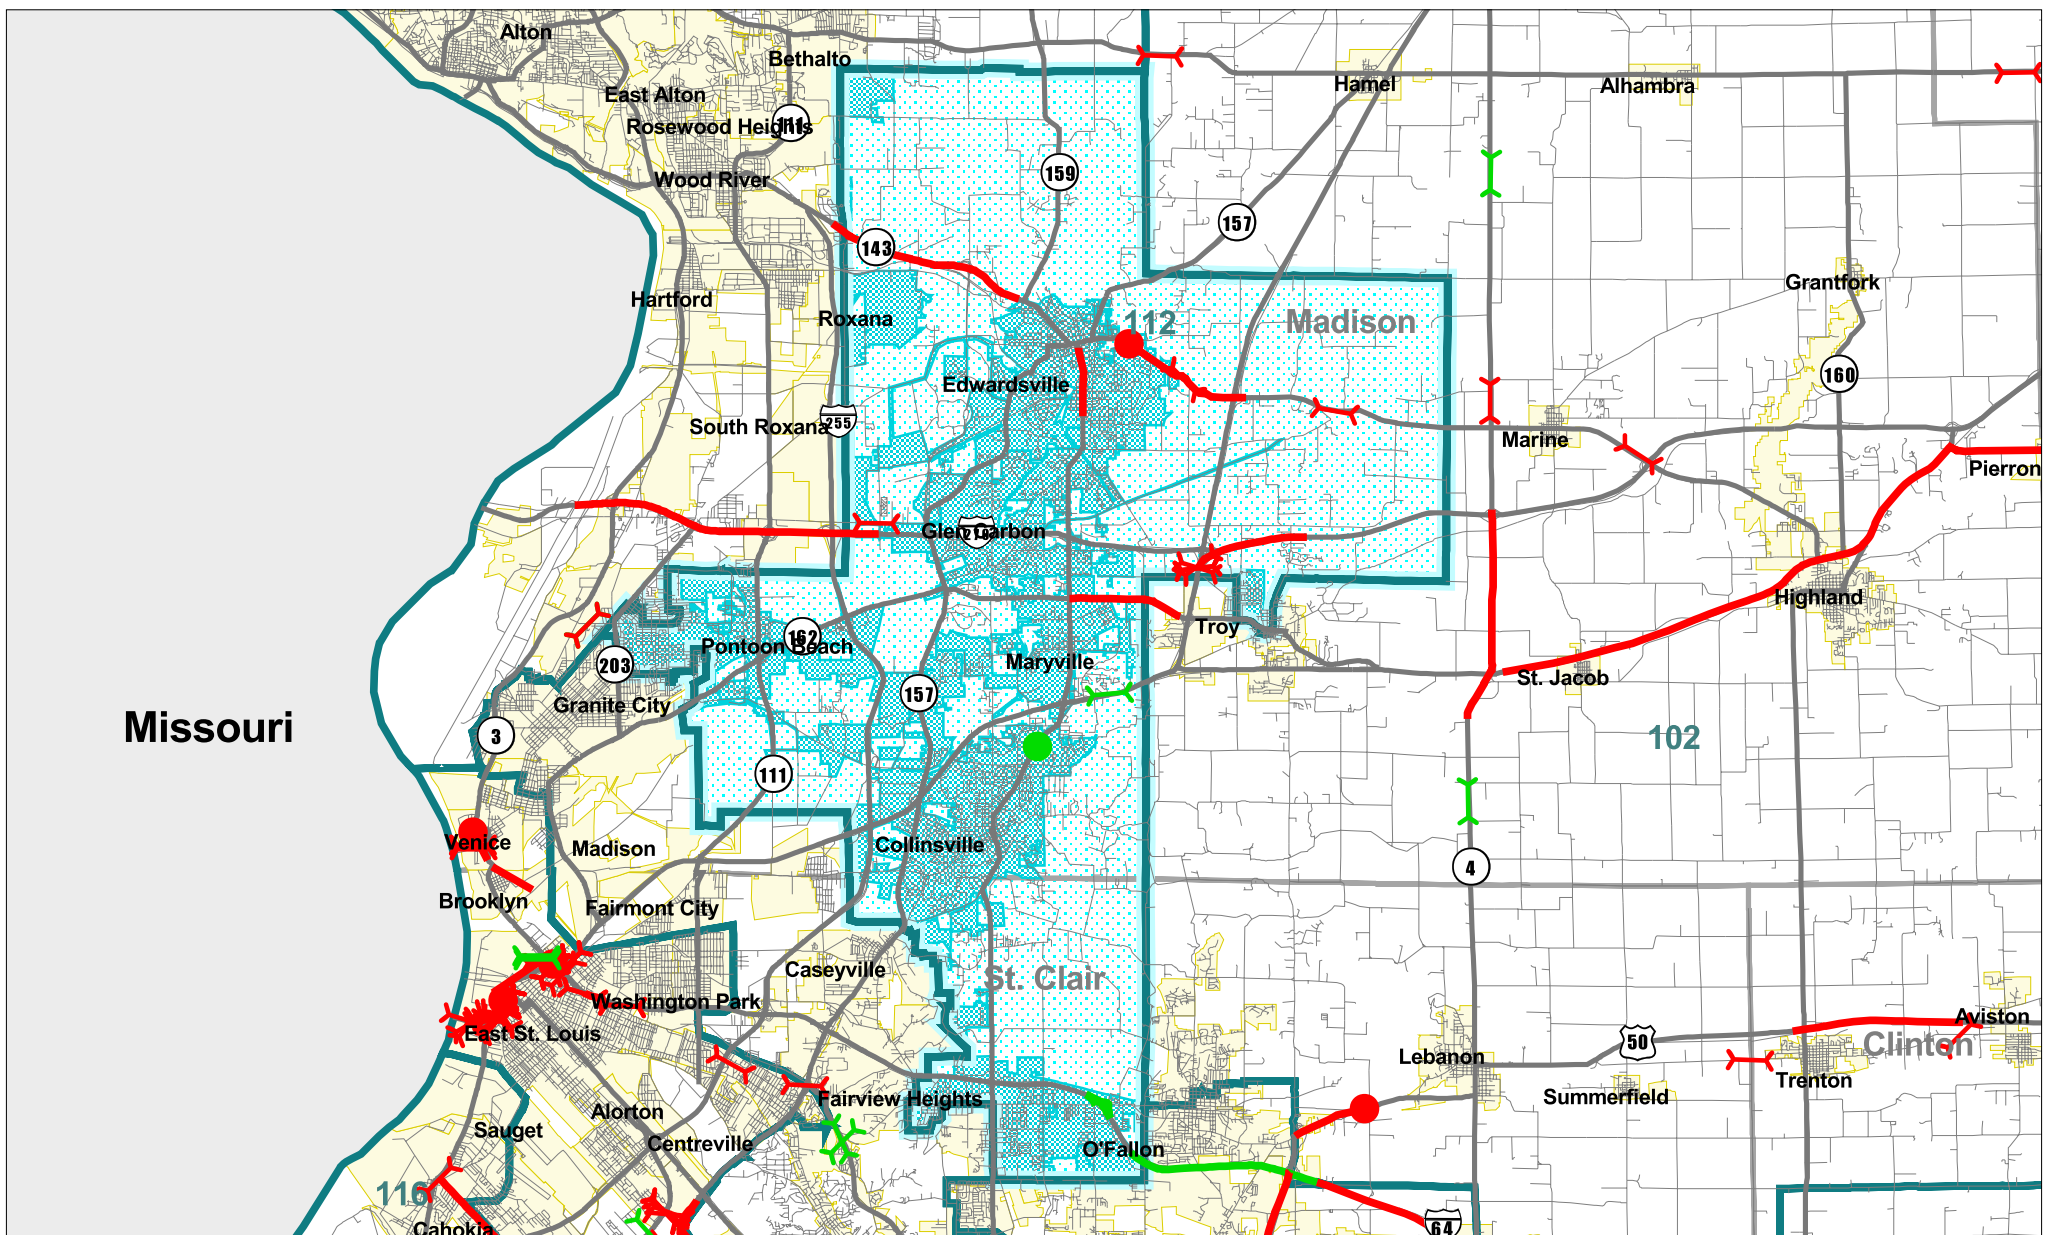 Alton
Bethalto
Hamel
Alhambra
East Alton
Rosewood Heights
111
159
Wood River
157
143
Grantfork
Hartford
Roxana
112
Madison
Edwardsville
160
255
South Roxana
Marine
Pierron
Glen Carbon
270
Highland
Troy
162
Pontoon Beach
203
Maryville
St. Jacob
Granite City
157
Missouri
3
102
111
Venice
Madison
Collinsville
4
Brooklyn
Fairmont City
Caseyville
St. Clair
Washington Park
Aviston
East St. Louis
50
Clinton
Lebanon
Trenton
Summerfield
Fairview Heights
Alorton
Sauget
Centreville
O'Fallon
116
Cahokia
64